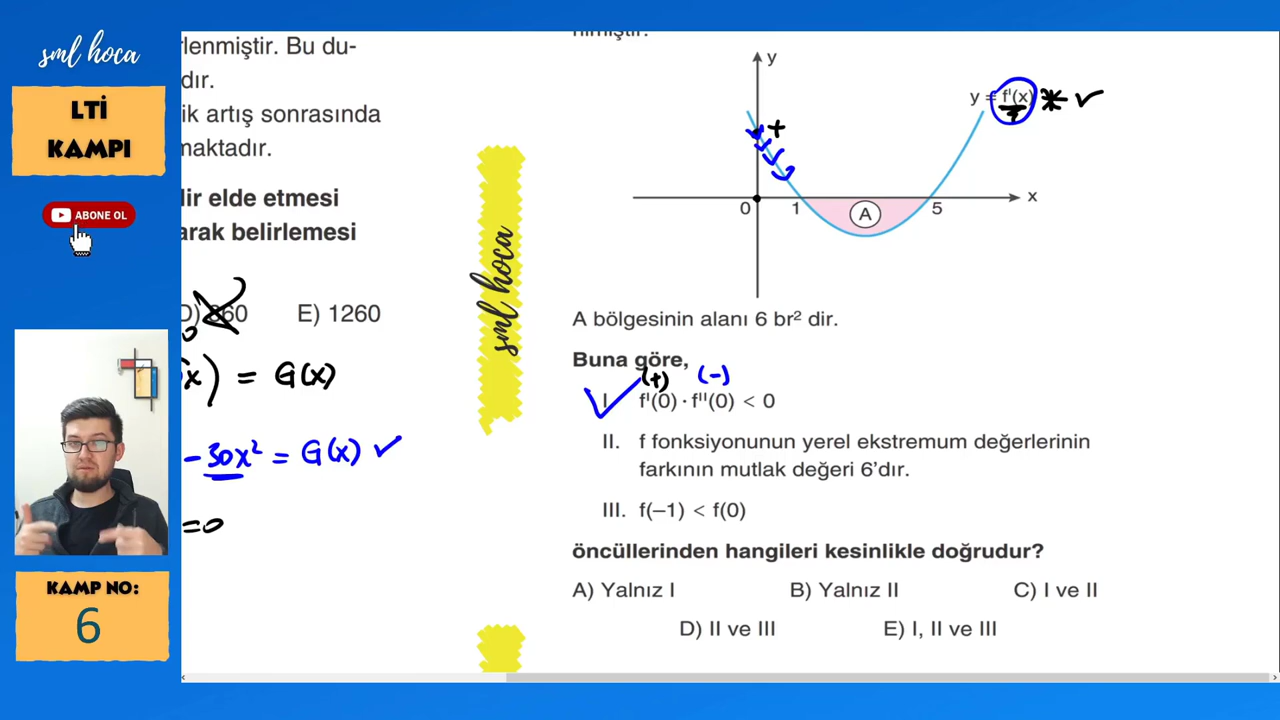 sml hoca
LTİ
KAMPI
ABONE OL
KAMP NO:
6
rlenmiştir. Bu du-
dır.
ik artış sonrasında
maktadır.
dir elde etmesi
arak belirlemesi
D) 860 E) 1260
x) = G(x)
- 30x² = G(x) ✓
=0
sml hoca
y
y = f'(x)
+
x
0 1 5
A
A bölgesinin alanı 6 br² dir.
Buna göre,
(+) (-)
I. f'(0) · f''(0) < 0
II. f fonksiyonunun yerel ekstremum değerlerinin
farkının mutlak değeri 6'dır.
III. f(–1) < f(0)
öncüllerinden hangileri kesinlikle doğrudur?
A) Yalnız I B) Yalnız II C) I ve II
D) II ve III E) I, II ve III